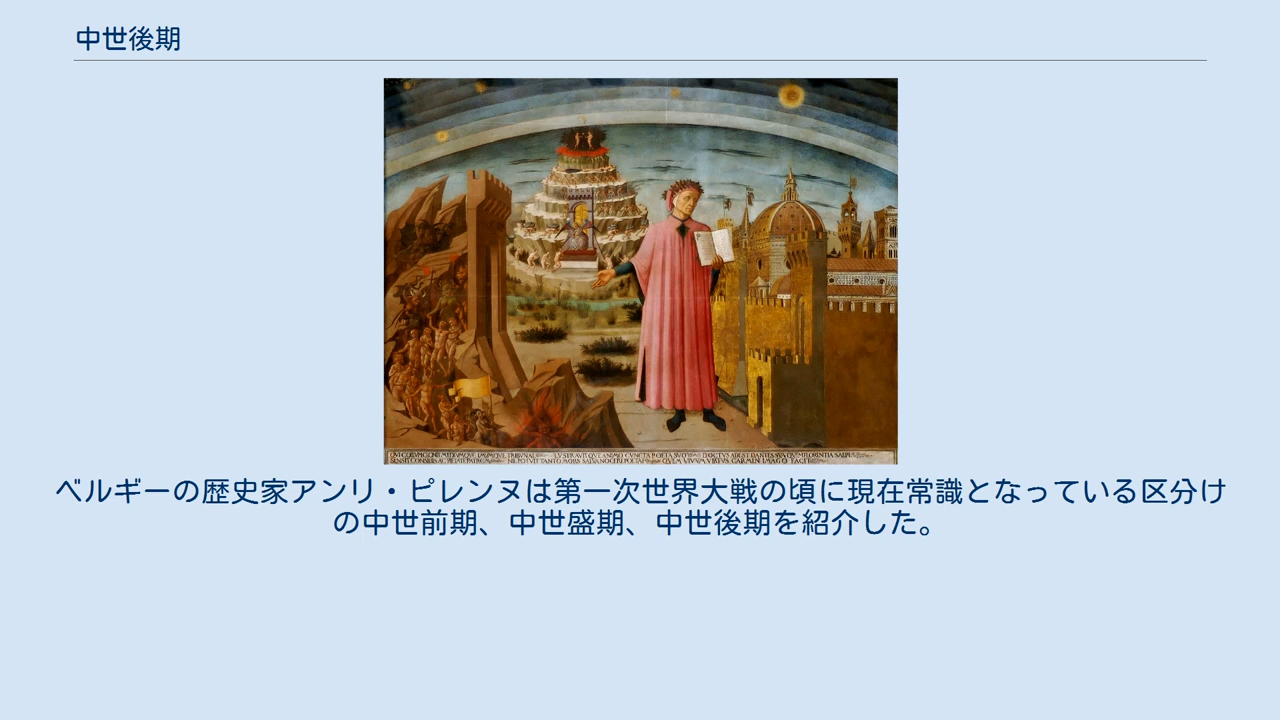 中世後期
ベルギーの歴史家アンリ・ピレンヌは第一次世界大戦の頃に現在常識となっている区分け
の中世前期、中世盛期、中世後期を紹介した。